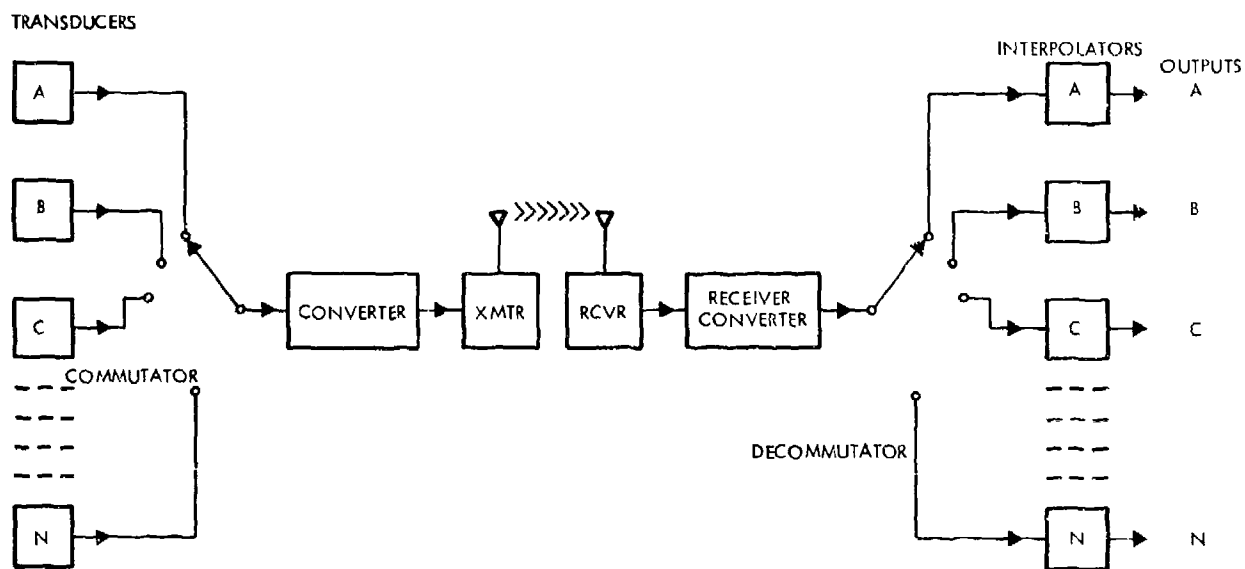 TRANSDUCERS
INTERPOLATORS
OUTPUTS
A
A
A
B
B
B
C
CONVERTER
XMTR
RCVR
RECEIVER
CONVERTER
C
C
COMMUTATOR
DECOMMUTATOR
N
N
N